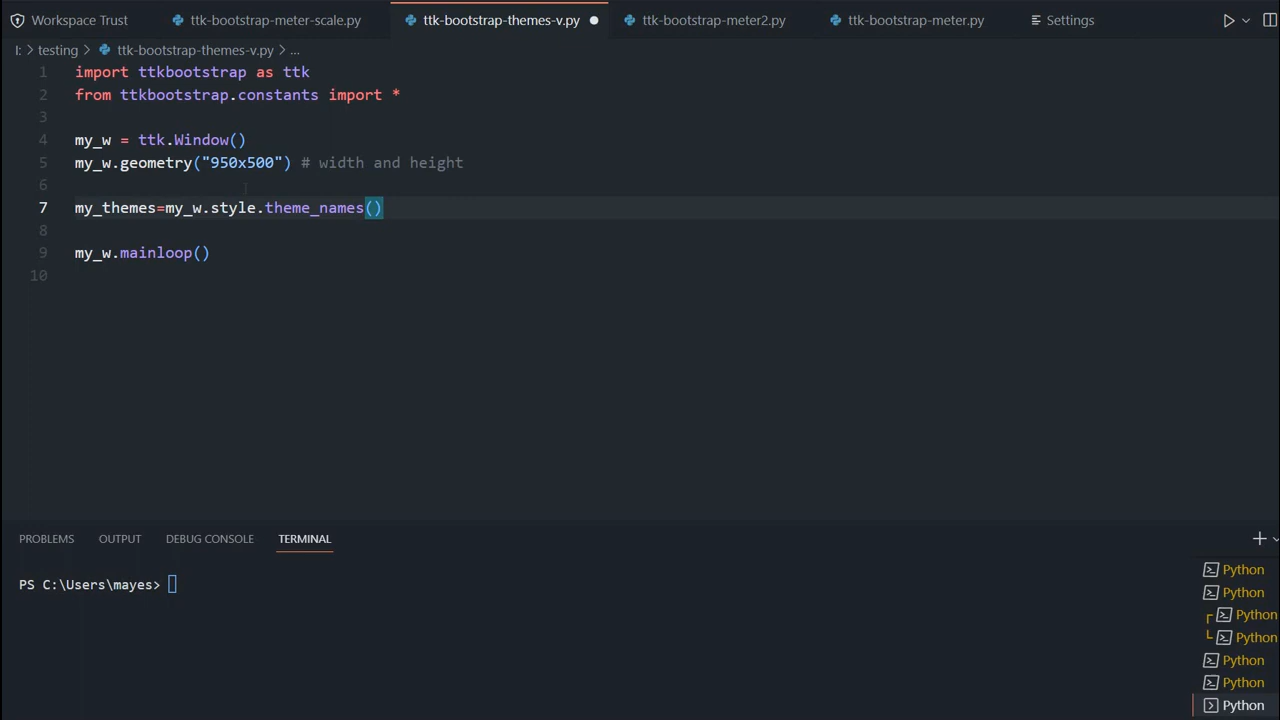 Workspace Trust ttk-bootstrap-meter-scale.py ttk-bootstrap-themes-v.py ttk-bootstrap-meter2.py ttk-bootstrap-meter.py Settings
I: > testing > ttk-bootstrap-themes-v.py > ...
1 import ttkbootstrap as ttk
2 from ttkbootstrap.constants import *
3
4 my_w = ttk.Window()
5 my_w.geometry("950x500") # width and height
6
7 my_themes=my_w.style.theme_names()
8
9 my_w.mainloop()
10
PROBLEMS OUTPUT DEBUG CONSOLE TERMINAL
PS C:\Users\mayes>
Python
Python
Python
Python
Python
Python
Python